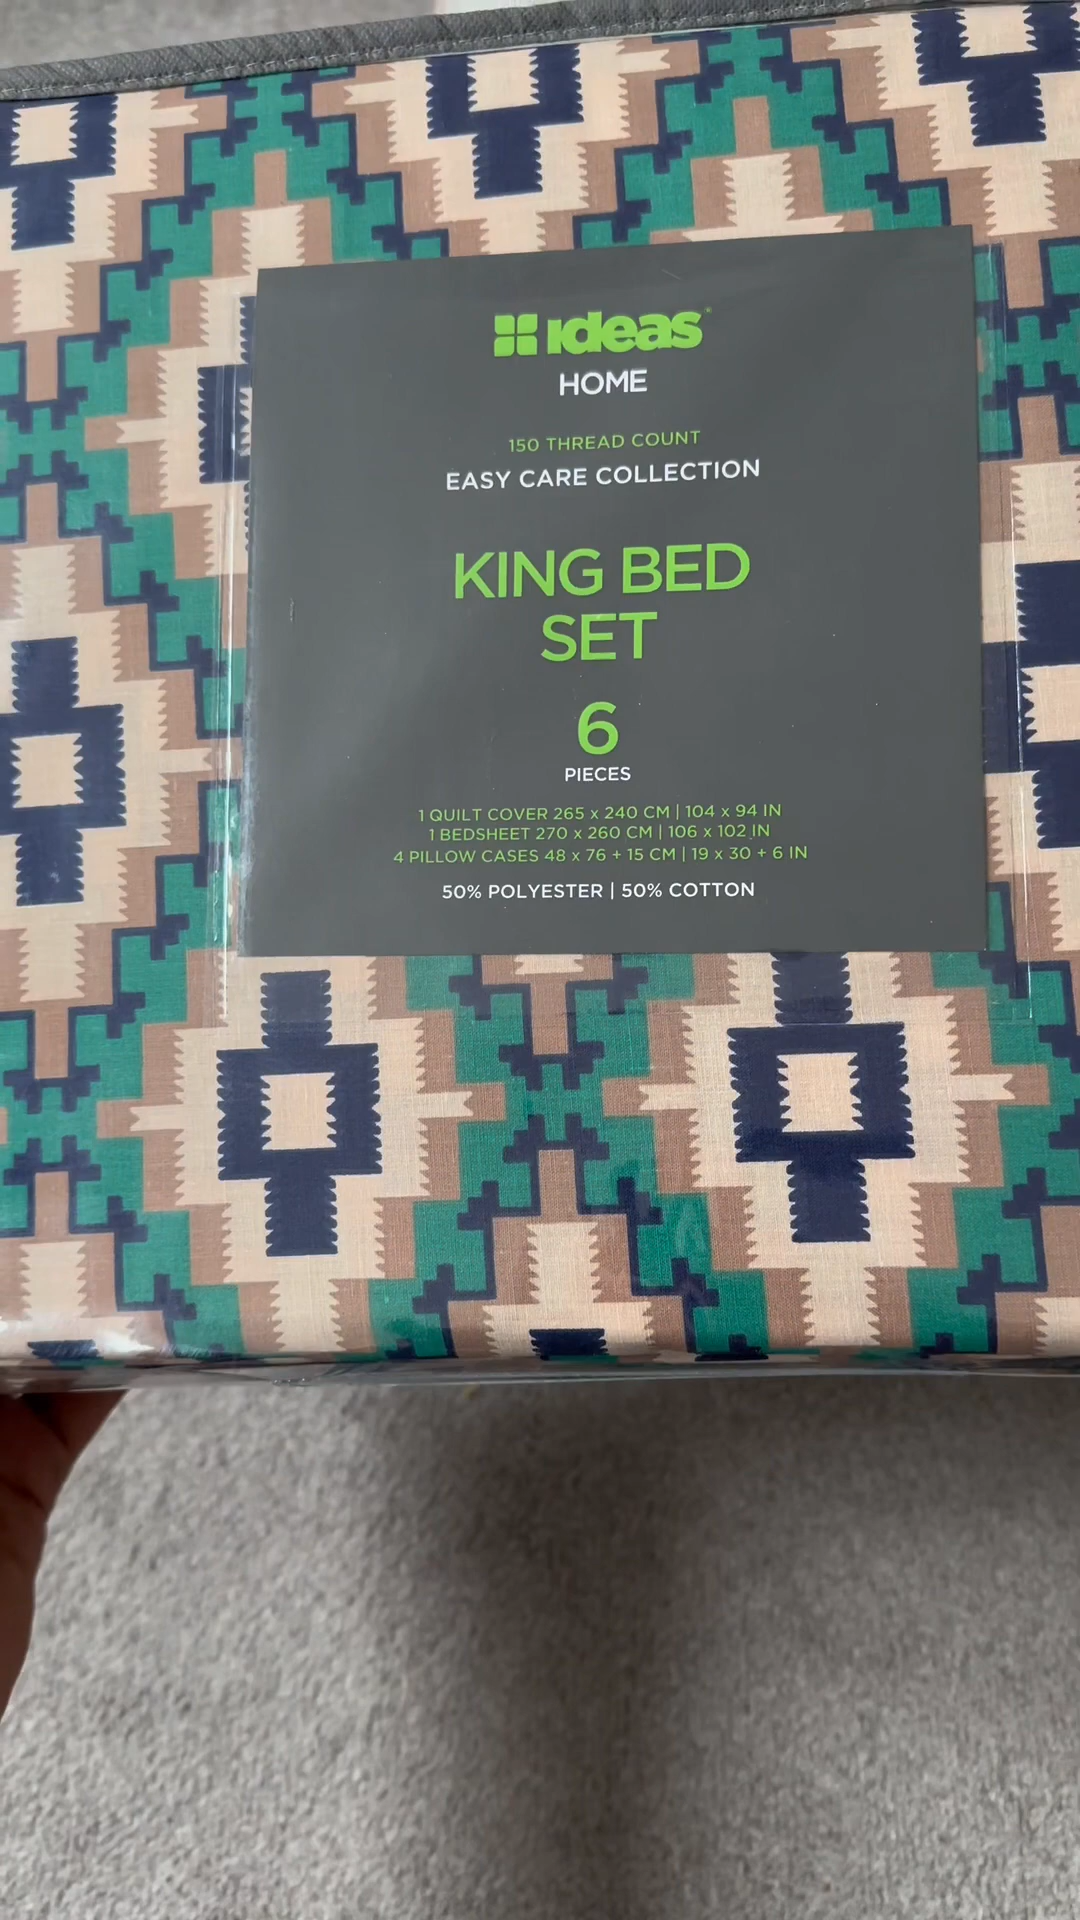 ideas
HOME
150 THREAD COUNT
EASY CARE COLLECTION
KING BED
SET
6
PIECES
1 QUILT COVER 265 x 240 CM | 104 x 94 IN
1 BEDSHEET 270 x 260 CM | 106 x 102 IN
4 PILLOW CASES 48 x 76 + 15 CM | 19 x 30 + 6 IN
50% POLYESTER | 50% COTTON